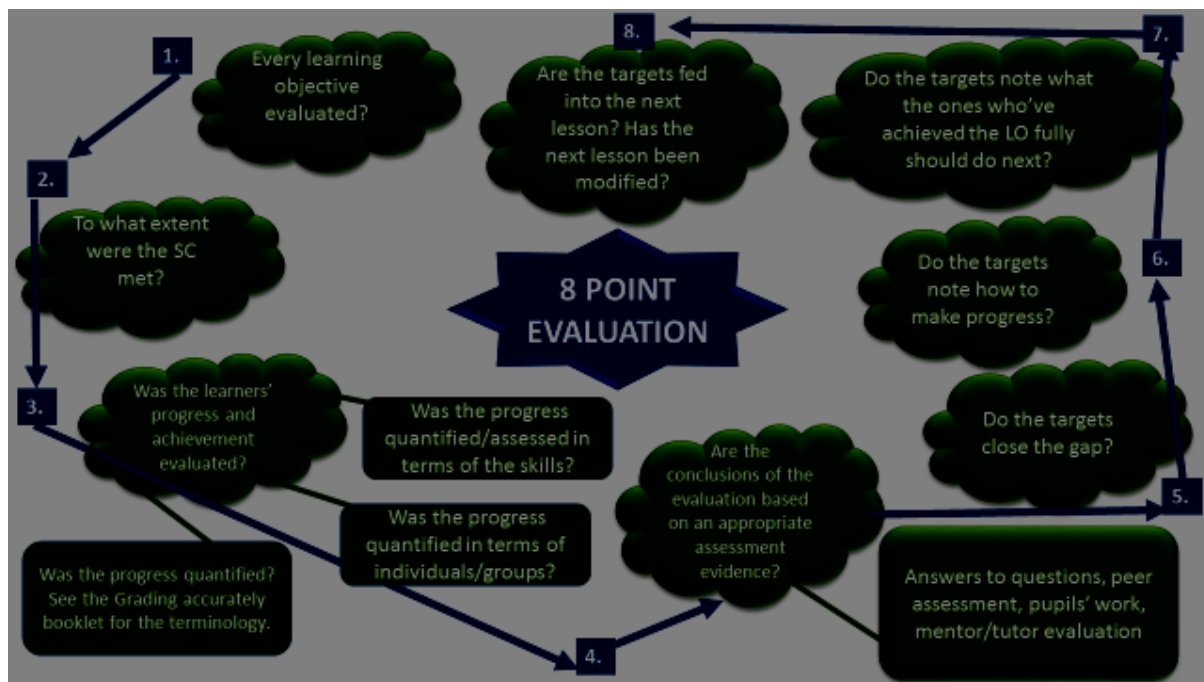 1.
Every learning
objective
evaluated?
2.
To what extent
were the SC
met?
3.
Was the learners'
progress and
achievement
evaluated?
Was the progress
quantified/assessed in
terms of the skills?
Was the progress
quantified in terms of
individuals/groups?
Was the progress quantified?
See the Grading accurately
booklet for the terminology.
4.
Are the
conclusions of the
evaluation based
on an appropriate
assessment
evidence?
Answers to questions, peer
assessment, pupils' work,
mentor/tutor evaluation
5.
Do the targets
close the gap?
6.
Do the targets
note how to
make progress?
7.
Do the targets note what
the ones who've
achieved the LO fully
should do next?
8.
Are the targets fed
into the next
lesson? Has the
next lesson been
modified?
8 POINT
EVALUATION